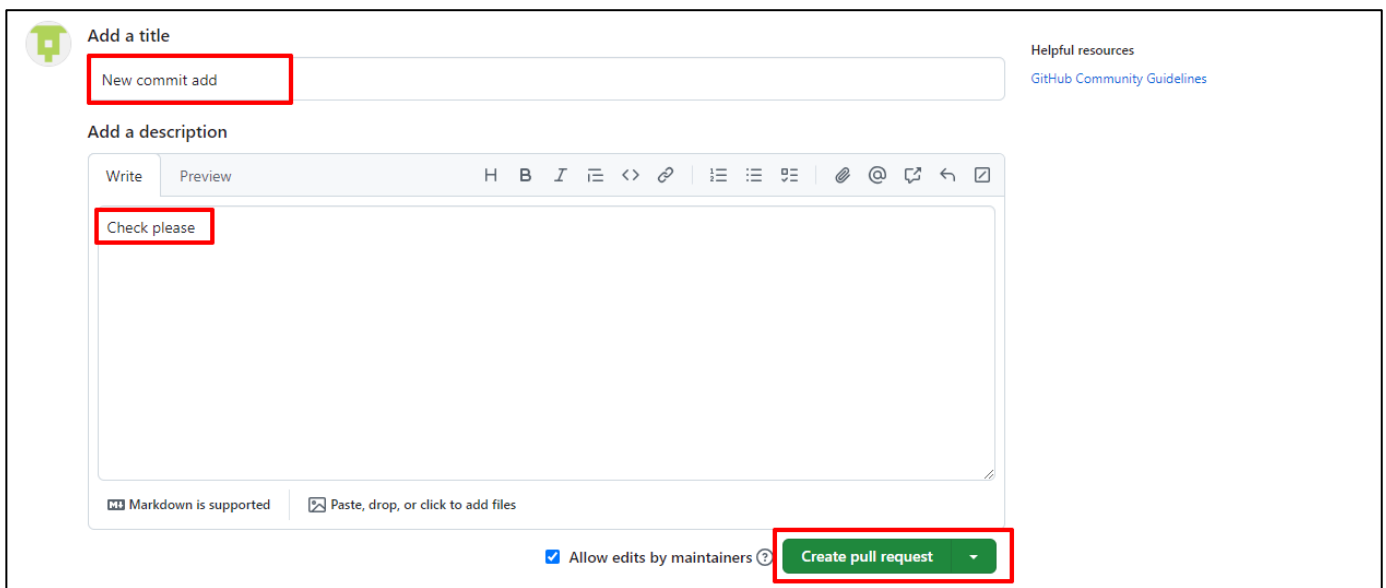 Add a title
Helpful resources
New commit add
GitHub Community Guidelines
Add a description
Write Preview
Check please
Markdown is supported Paste, drop, or click to add files
Allow edits by maintainers
Create pull request